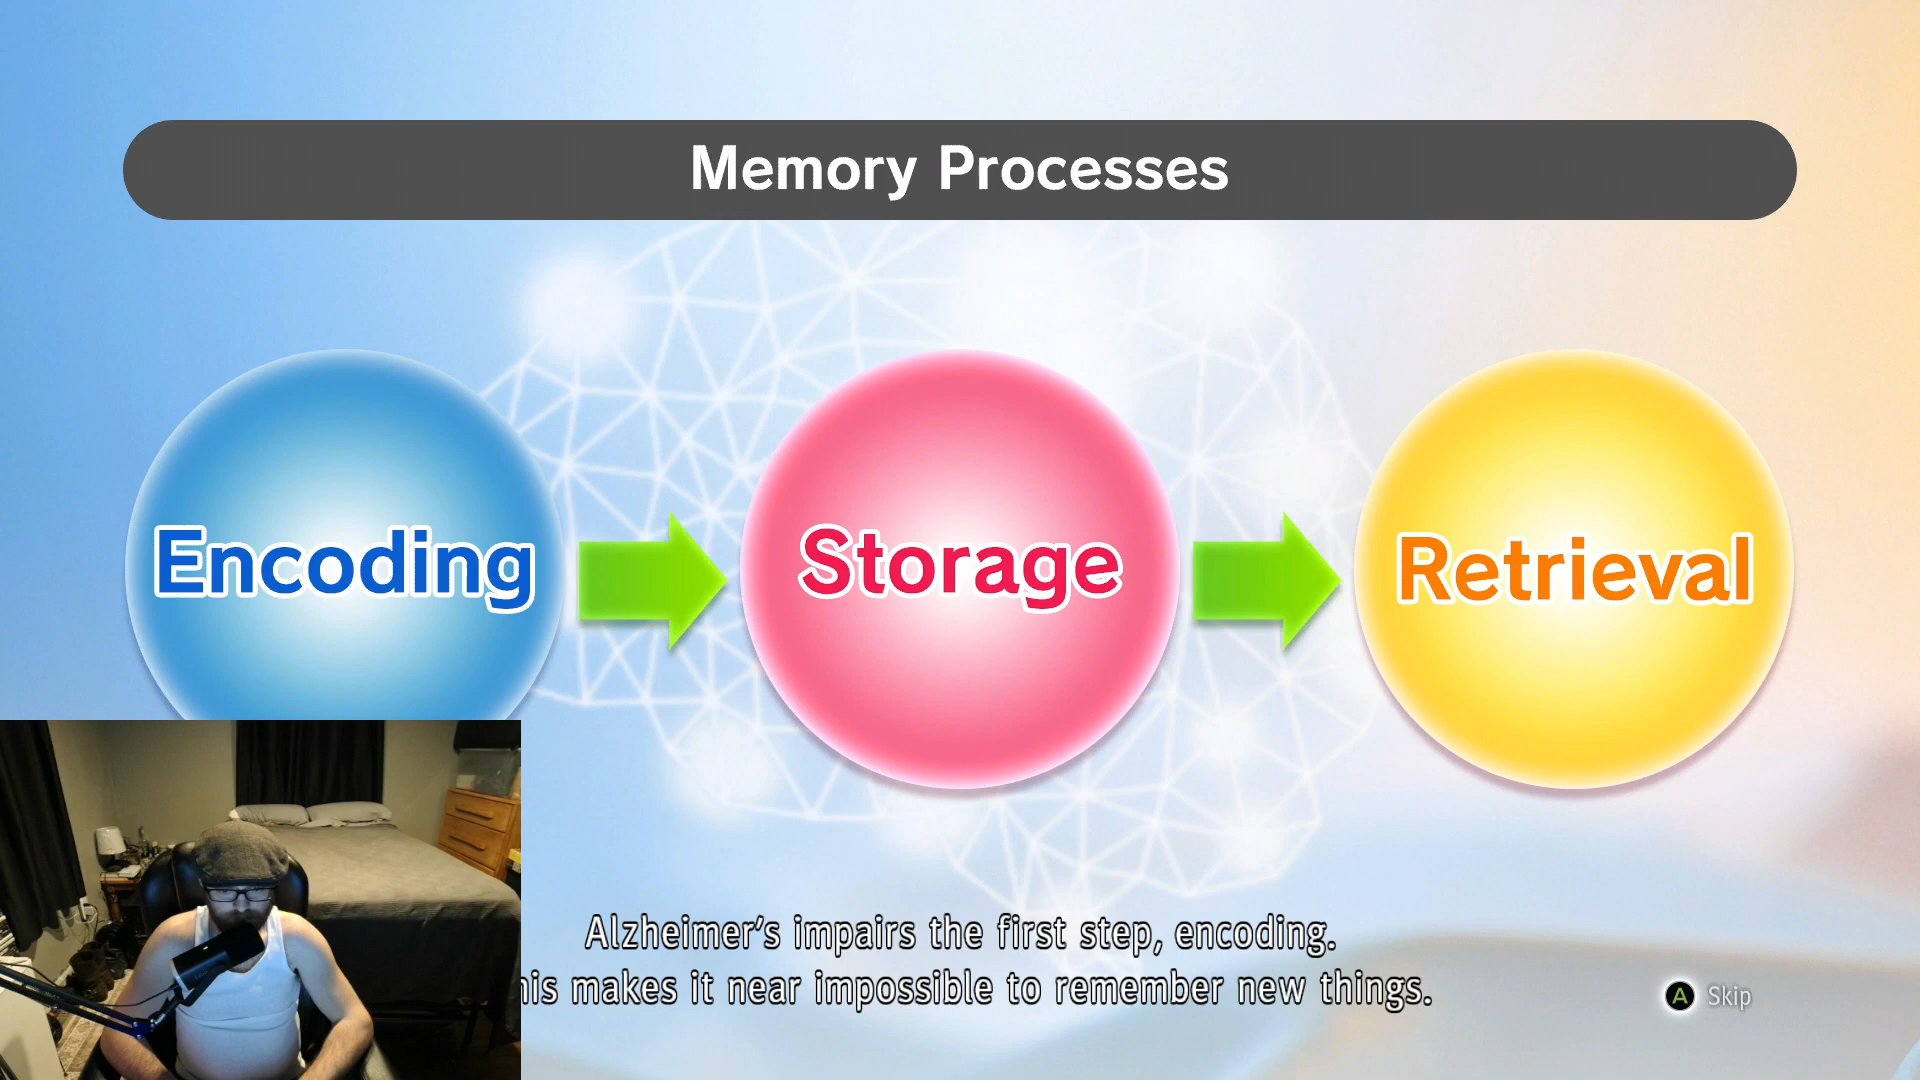 Memory Processes
Encoding
Storage
Retrieval
Alzheimer's impairs the first step, encoding.
makes it near impossible to remember new things.
A Skip